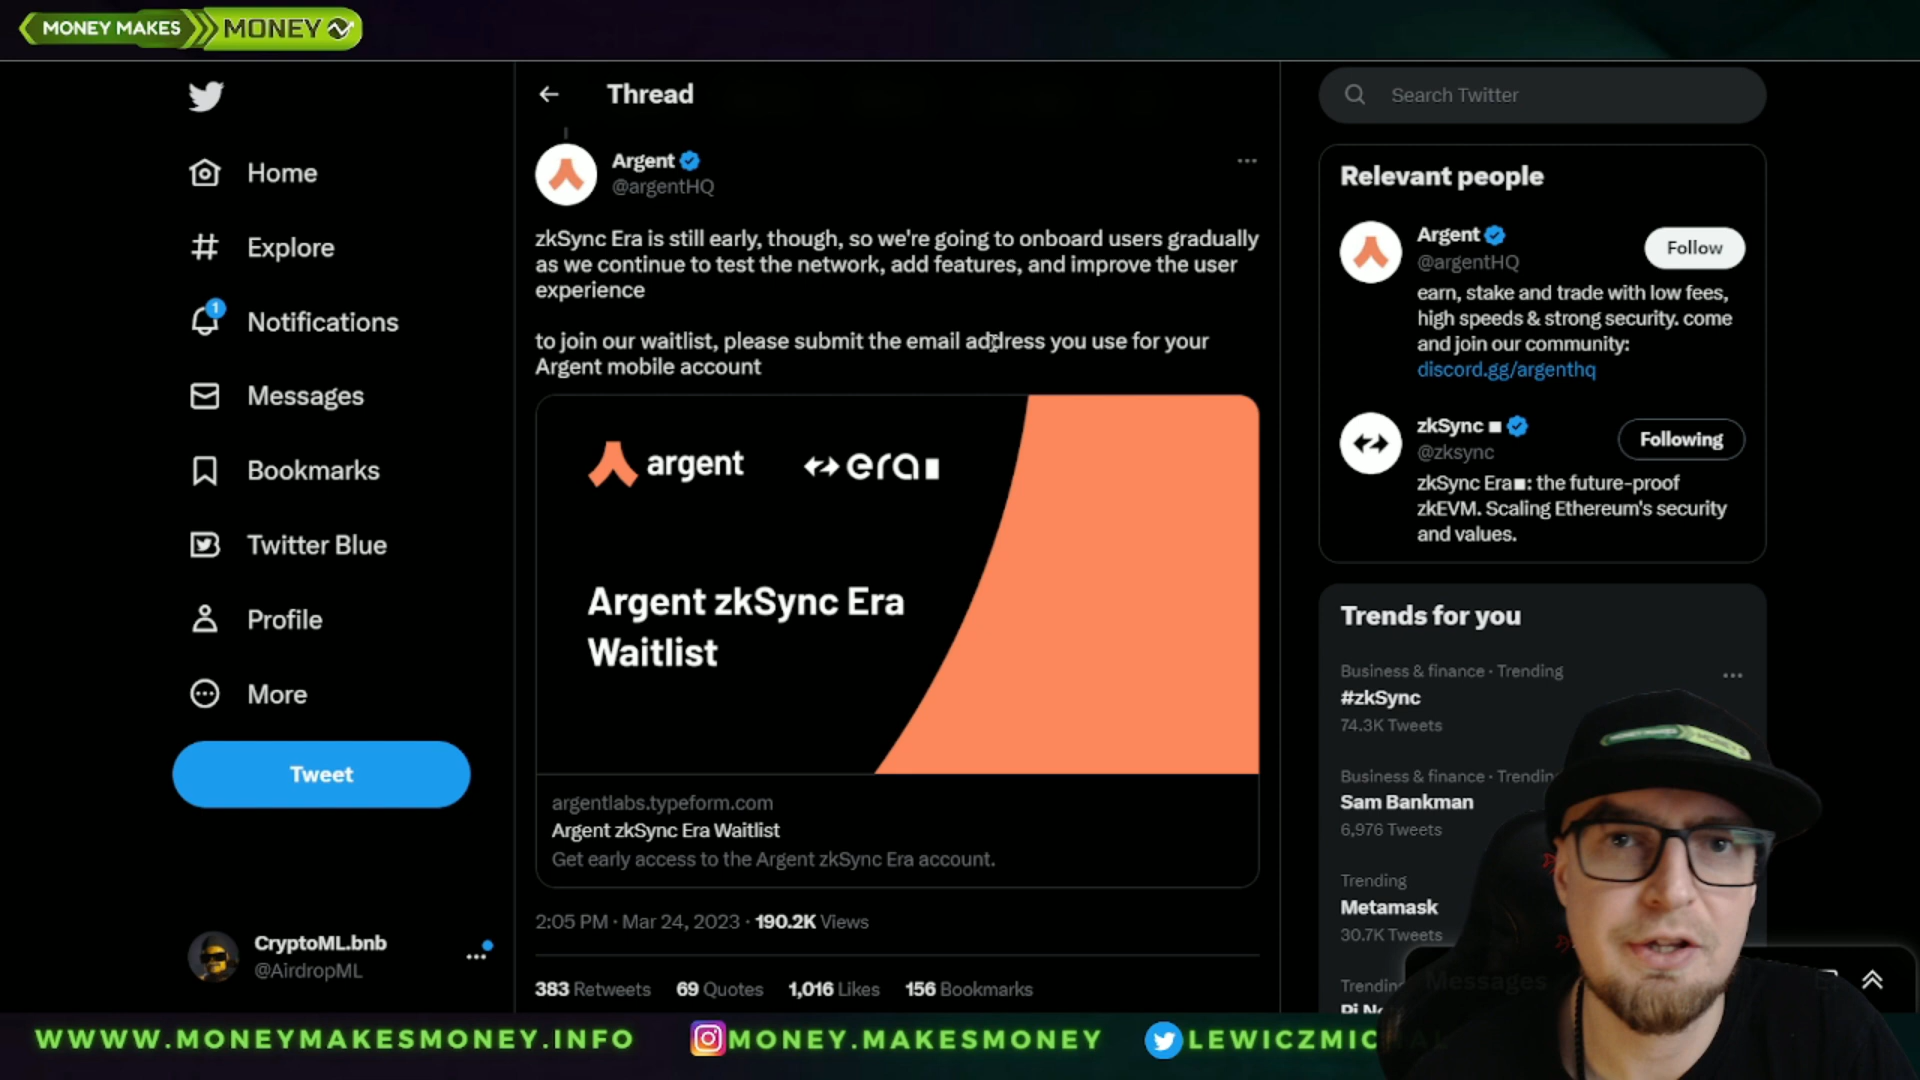 MONEY MAKES MONEY
Thread
Search Twitter
Home
Explore
1
Notifications
Messages
Bookmarks
Twitter Blue
Profile
More
Tweet
CryptoML.bnb
@AirdropML
Argent
@argentHQ
zkSync Era is still early, though, so we're going to onboard users gradually
as we continue to test the network, add features, and improve the user
experience
to join our waitlist, please submit the email address you use for your
Argent mobile account
argent era
Argent zkSync Era
Waitlist
argentlabs.typeform.com
Argent zkSync Era Waitlist
Get early access to the Argent zkSync Era account.
2:05 PM · Mar 24, 2023 · 190.2K Views
383 Retweets 69 Quotes 1,016 Likes 156 Bookmarks
Relevant people
Argent
@argentHQ
Follow
earn, stake and trade with low fees,
high speeds & strong security. come
and join our community:
discord.gg/argenthq
zkSync
@zksync
Following
zkSync Era∎: the future-proof
zkEVM. Scaling Ethereum's security
and values.
Trends for you
Business & finance · Trending
#zkSync
74.3K Tweets
Business & finance · Trending
Sam Bankman
6,976 Tweets
Trending
Metamask
30.7K Tweets
Trending
Messages
WWWW.MONEYMAKESMONEY.INFO
MONEY.MAKESMONEY